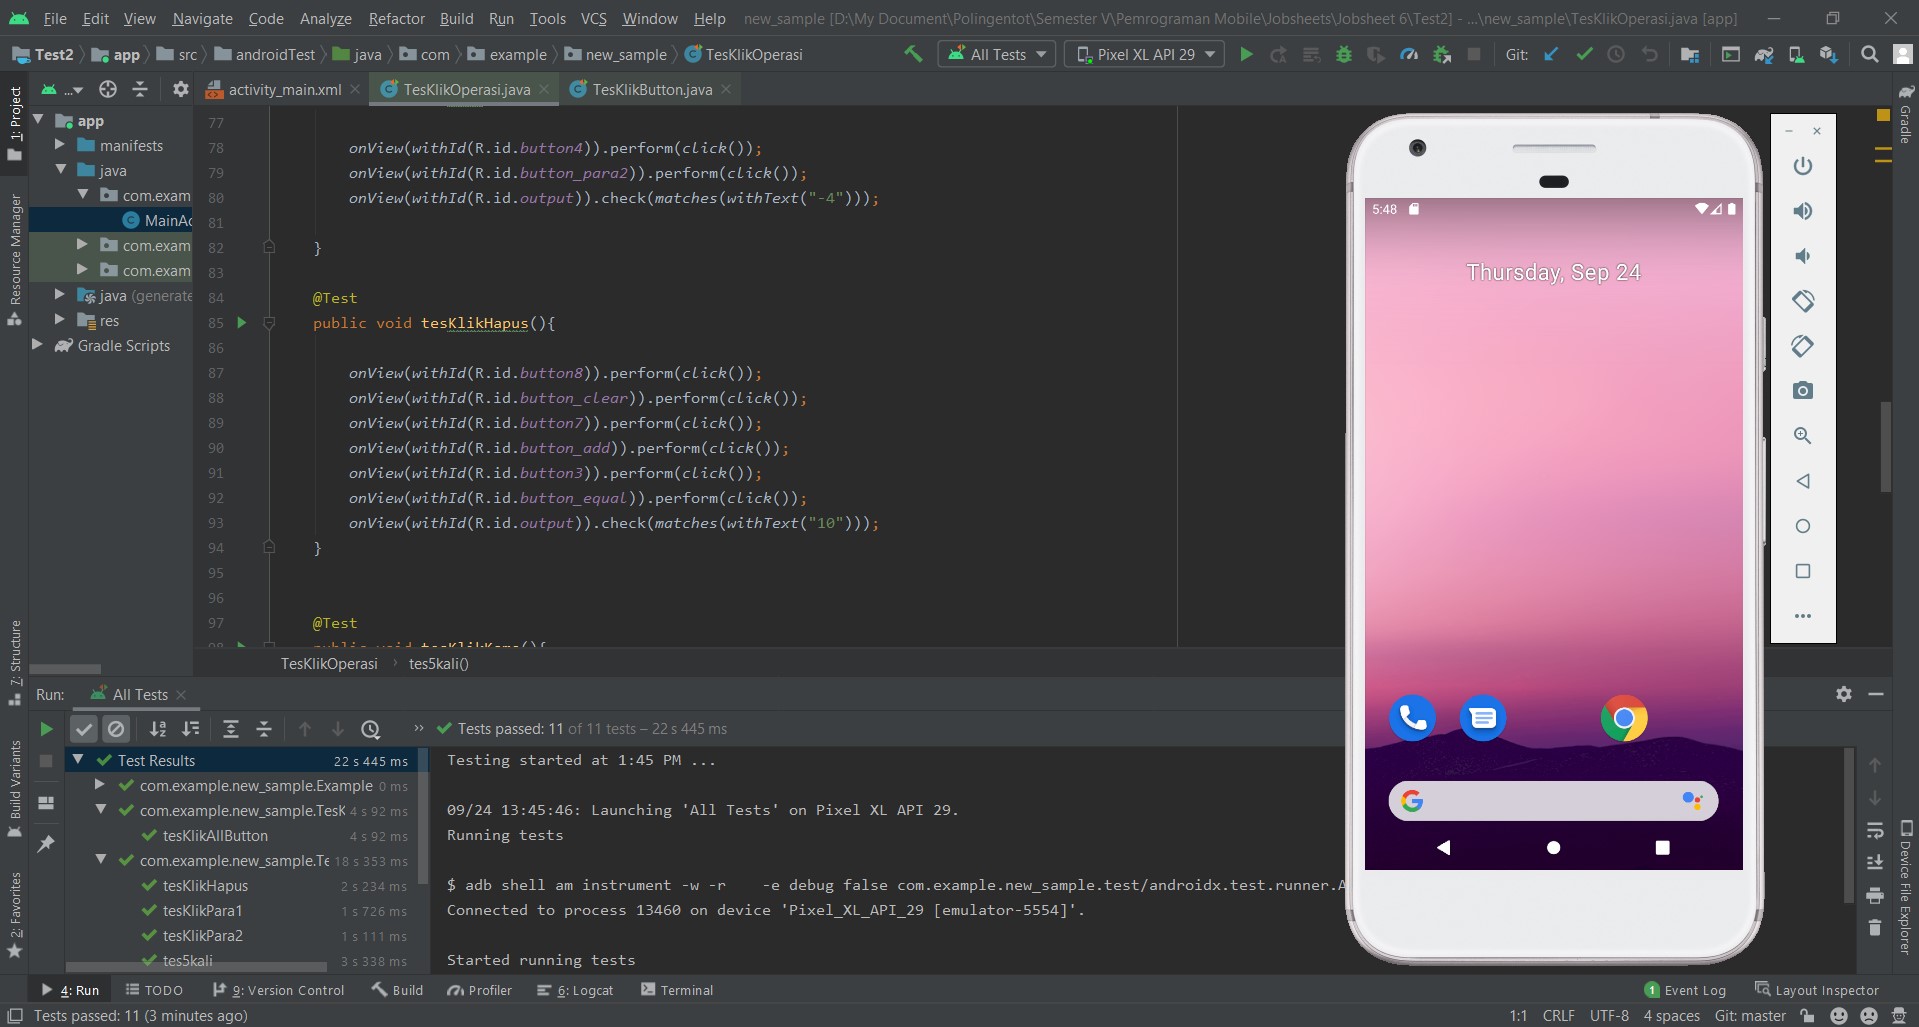 File Edit View Navigate Code Analyze Refactor Build Run Tools VCS Window Help new_sample [D:\My Document\Polingentot\Semester V\Pemrograman Mobile\Jobsheets\Jobsheet 6\Test2] - ...\new_sample\TesKlikOperasi.java [app]
Test2 app src androidTest java com example new_sample TesKlikOperasi All Tests Pixel XL API 29 Git:
... activity_main.xml TesKlikOperasi.java TesKlikButton.java
1: Project
Resource Manager
7: Structure
Build Variants
2: Favorites
app
manifests
java
com.exam
MainAc
com.exam
com.exam
java (generate
res
Gradle Scripts
77
78 onView(withId(R.id.button4)).perform(click());
79 onView(withId(R.id.button_para2)).perform(click());
80 onView(withId(R.id.output)).check(matches(withText("-4")));
81
82 }
83
84 @Test
85 public void tesKlikHapus(){
86
87 onView(withId(R.id.button8)).perform(click());
88 onView(withId(R.id.button_clear)).perform(click());
89 onView(withId(R.id.button7)).perform(click());
90 onView(withId(R.id.button_add)).perform(click());
91 onView(withId(R.id.button3)).perform(click());
92 onView(withId(R.id.button_equal)).perform(click());
93 onView(withId(R.id.output)).check(matches(withText("10")));
94 }
95
96
97 @Test
TesKlikOperasi tes5kali()
5:48
Thursday, Sep 24
Gradle
Device File Explorer
Run: All Tests
Tests passed: 11 of 11 tests – 22 s 445 ms
Test Results 22 s 445 ms
com.example.new_sample.Example 0 ms
com.example.new_sample.TesK 4 s 92 ms
tesKlikAllButton 4 s 92 ms
com.example.new_sample.Te 18 s 353 ms
tesKlikHapus 2 s 234 ms
tesKlikPara1 1 s 726 ms
tesKlikPara2 1 s 111 ms
tes5kali 3 s 338 ms
Testing started at 1:45 PM ...
09/24 13:45:46: Launching 'All Tests' on Pixel XL API 29.
Running tests
$ adb shell am instrument -w -r -e debug false com.example.new_sample.test/androidx.test.runner.A
Connected to process 13460 on device 'Pixel_XL_API_29 [emulator-5554]'.
Started running tests
4: Run TODO 9: Version Control Build Profiler 6: Logcat Terminal 1 Event Log Layout Inspector
Tests passed: 11 (3 minutes ago) 1:1 CRLF UTF-8 4 spaces Git: master